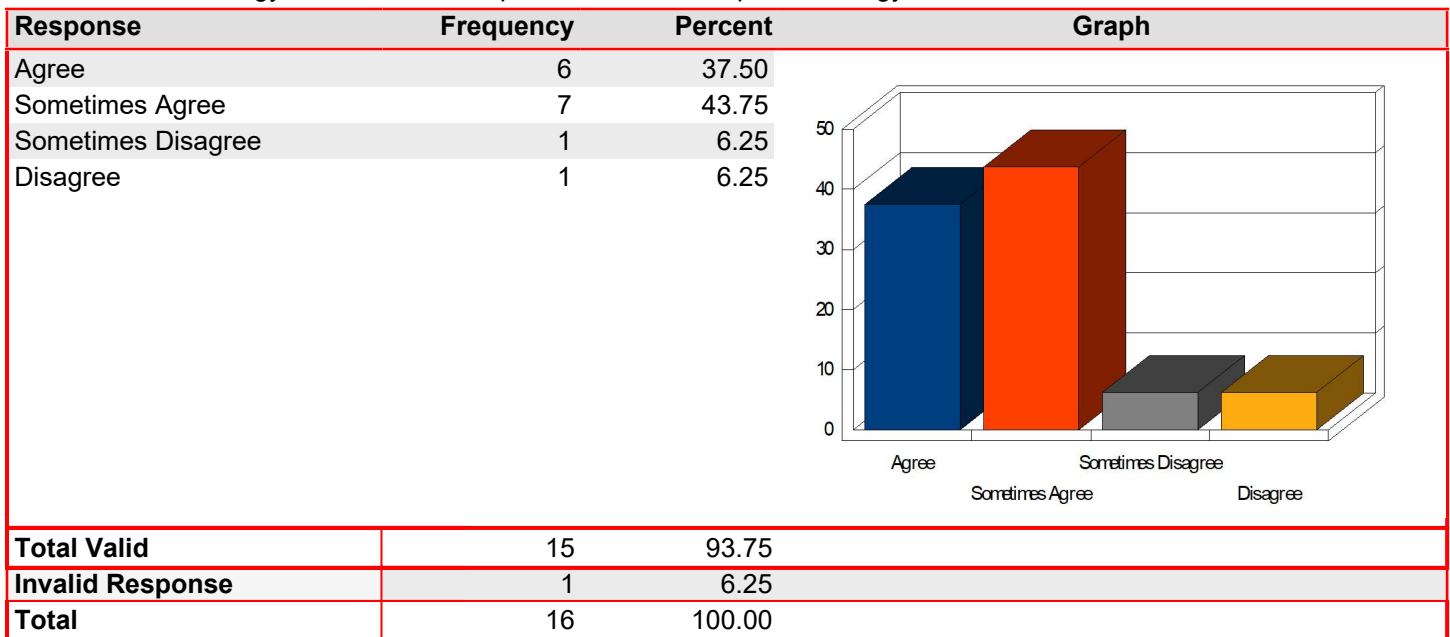 Response Frequency Percent Graph
Agree 6 37.50
Sometimes Agree 7 43.75
Sometimes Disagree 1 6.25
Disagree 1 6.25
50
40
30
20
10
0
Agree Sometimes Disagree
Sometimes Agree Disagree
Total Valid 15 93.75
Invalid Response 1 6.25
Total 16 100.00